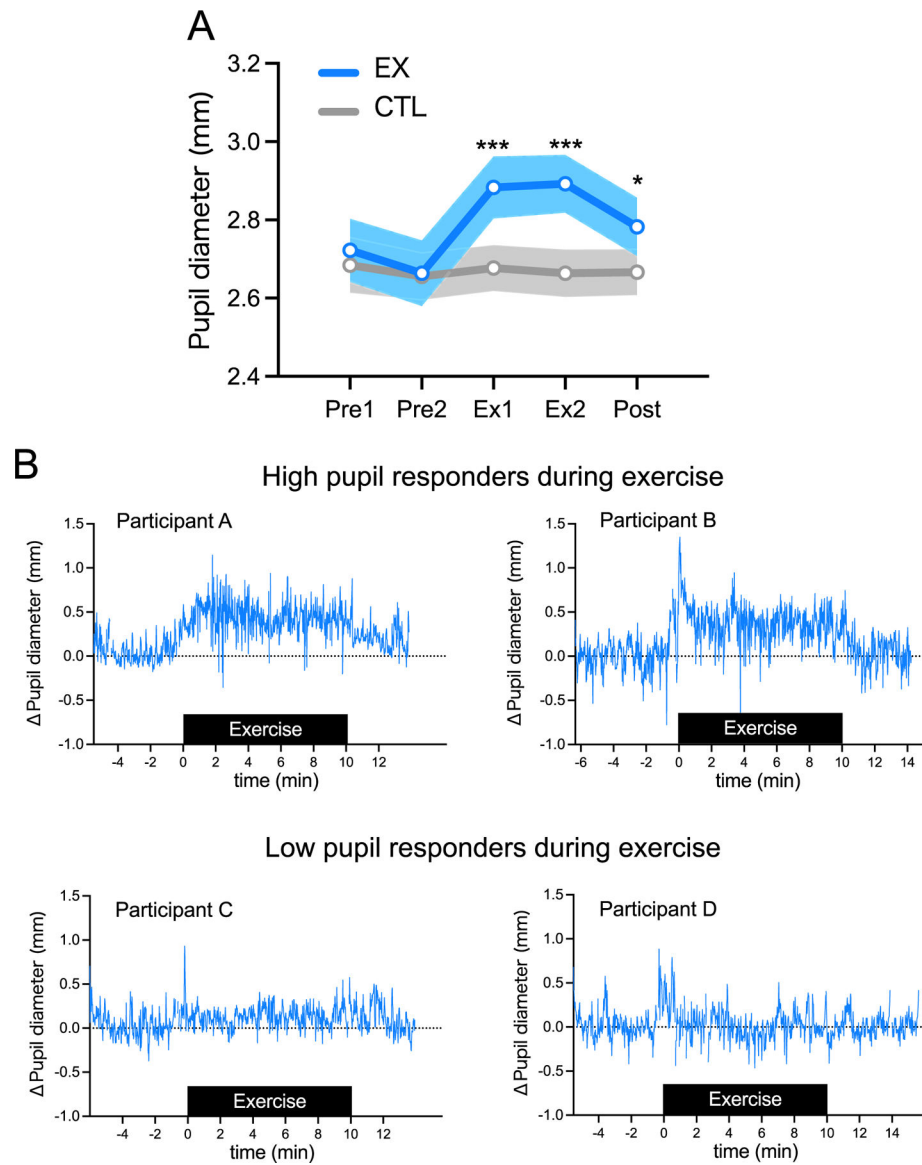 A
3.2
3.0
2.8
2.6
2.4
Pupil diameter (mm)
EX
CTL
***
***
*
Pre1 Pre2 Ex1 Ex2 Post
B
High pupil responders during exercise
Participant A
1.5
1.0
0.5
0.0
-0.5
-1.0
Δ Pupil diameter (mm)
Exercise
-4 -2 0 2 4 6 8 10 12
time (min)
Participant B
1.5
1.0
0.5
0.0
-0.5
-1.0
Δ Pupil diameter (mm)
Exercise
-6 -4 -2 0 2 4 6 8 10 12 14
time (min)
Low pupil responders during exercise
Participant C
1.5
1.0
0.5
0.0
-0.5
-1.0
Δ Pupil diameter (mm)
Exercise
-4 -2 0 2 4 6 8 10 12
time (min)
Participant D
1.5
1.0
0.5
0.0
-0.5
-1.0
Δ Pupil diameter (mm)
Exercise
-4 -2 0 2 4 6 8 10 12 14
time (min)